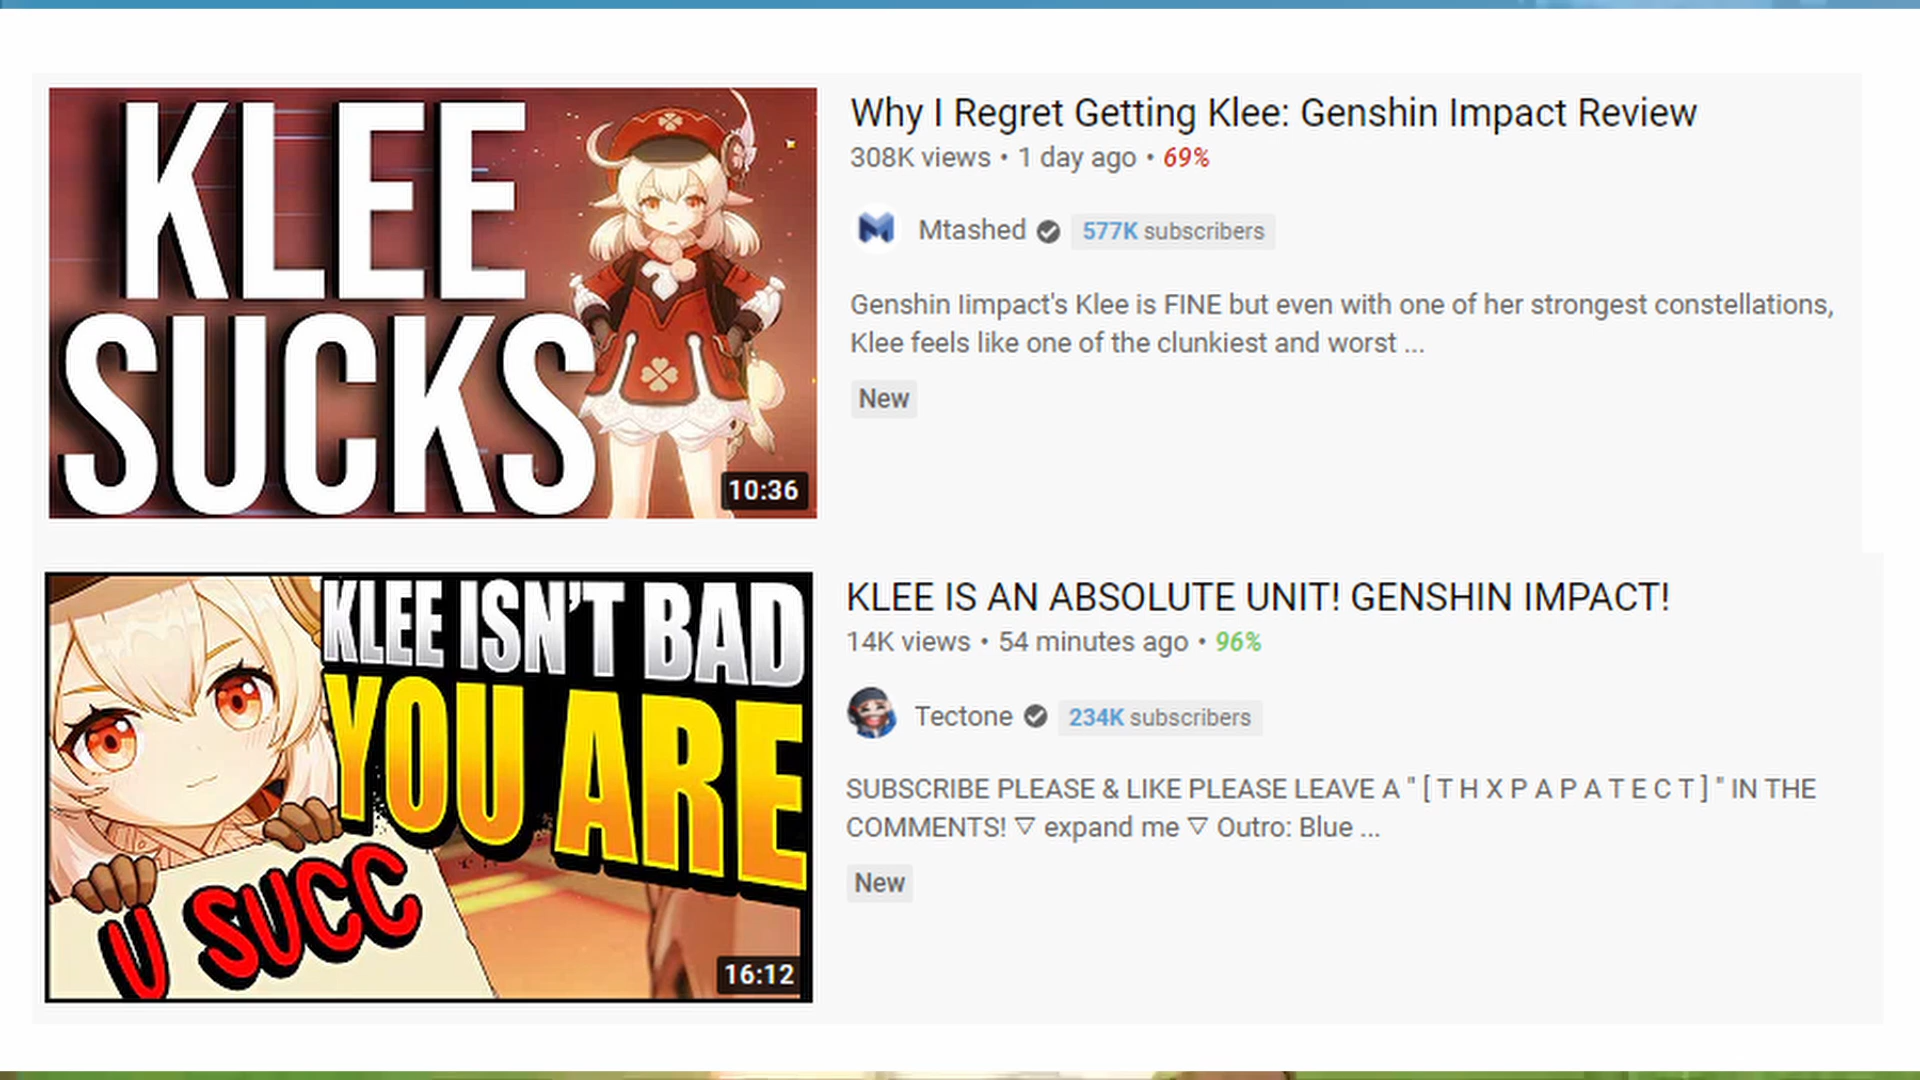 KLEE
SUCKS
10:36
Why I Regret Getting Klee: Genshin Impact Review
308K views • 1 day ago • 69%
Mtashed 577K subscribers
Genshin Iimpact's Klee is FINE but even with one of her strongest constellations,
Klee feels like one of the clunkiest and worst ...
New
KLEE ISN'T BAD
YOU ARE
U SUCC
16:12
KLEE IS AN ABSOLUTE UNIT! GENSHIN IMPACT!
14K views • 54 minutes ago • 96%
Tectone 234K subscribers
SUBSCRIBE PLEASE & LIKE PLEASE LEAVE A " [ T H X P A P A T E C T ] " IN THE
COMMENTS! ▽ expand me ▽ Outro: Blue ...
New